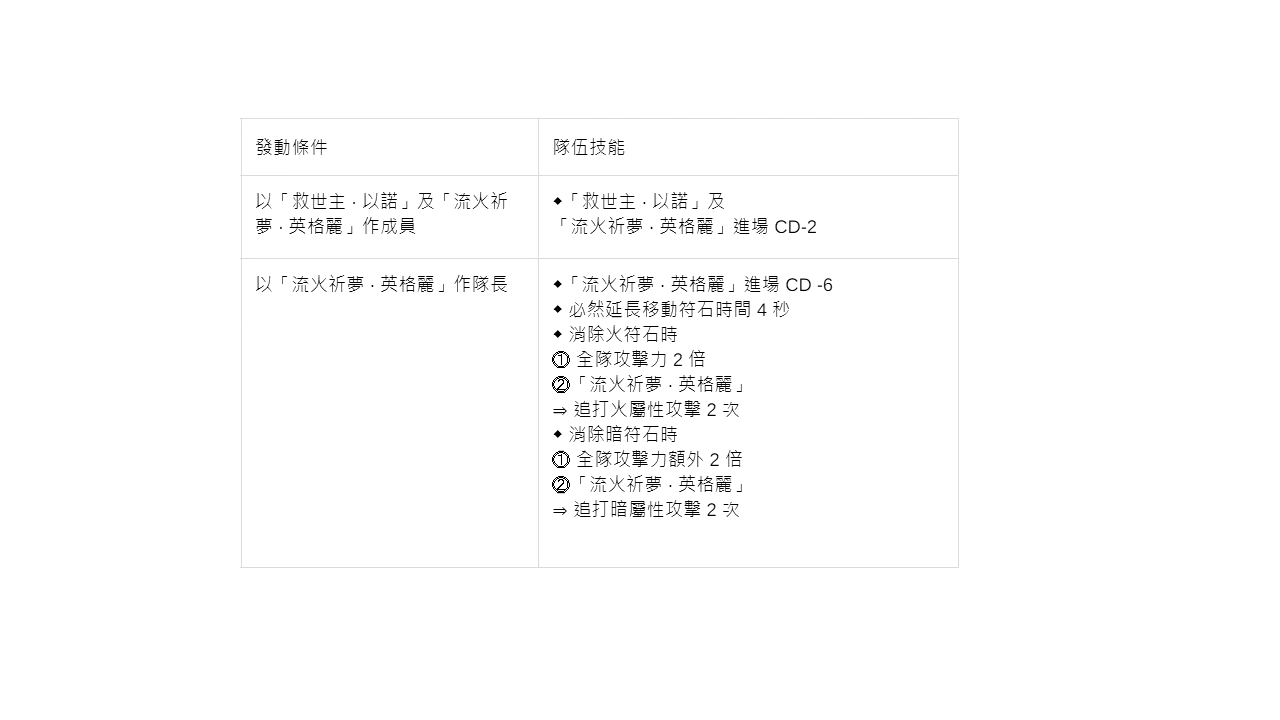 發動條件
隊伍技能
以「救世主 ‧ 以諾」及「流火祈
夢 ‧ 英格麗」作成員
◆「救世主 ‧ 以諾」及
「流火祈夢 ‧ 英格麗」進場 CD-2
以「流火祈夢 ‧ 英格麗」作隊長
◆「流火祈夢 ‧ 英格麗」進場 CD -6
◆ 必然延長移動符石時間 4 秒
◆ 消除火符石時
① 全隊攻擊力 2 倍
②「流火祈夢 ‧ 英格麗」
⇒ 追打火屬性攻擊 2 次
◆ 消除暗符石時
① 全隊攻擊力額外 2 倍
②「流火祈夢 ‧ 英格麗」
⇒ 追打暗屬性攻擊 2 次